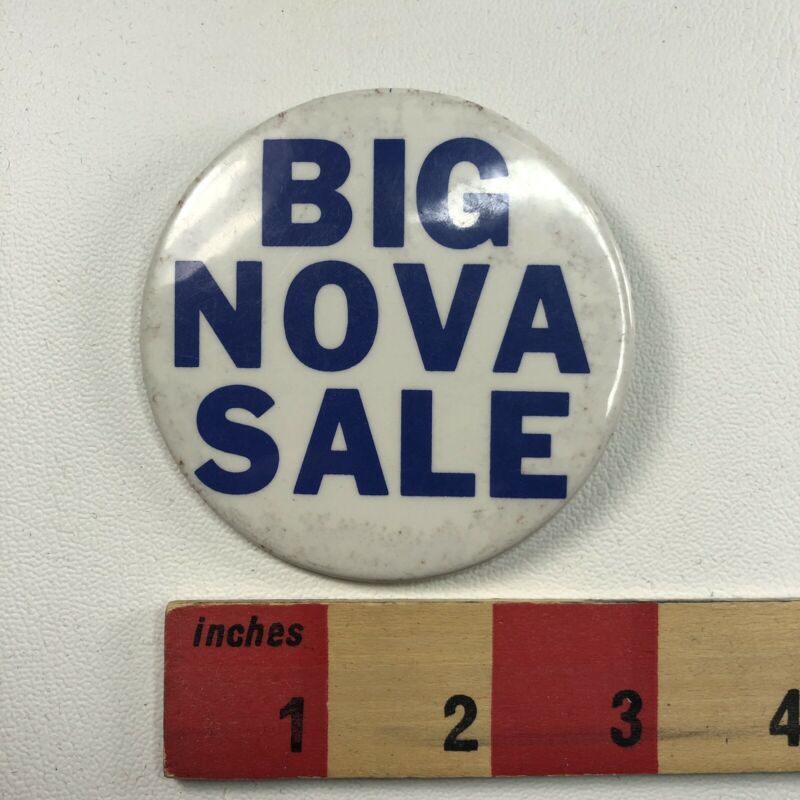 BIG
NOVA
SALE
inches
1 2 3 4